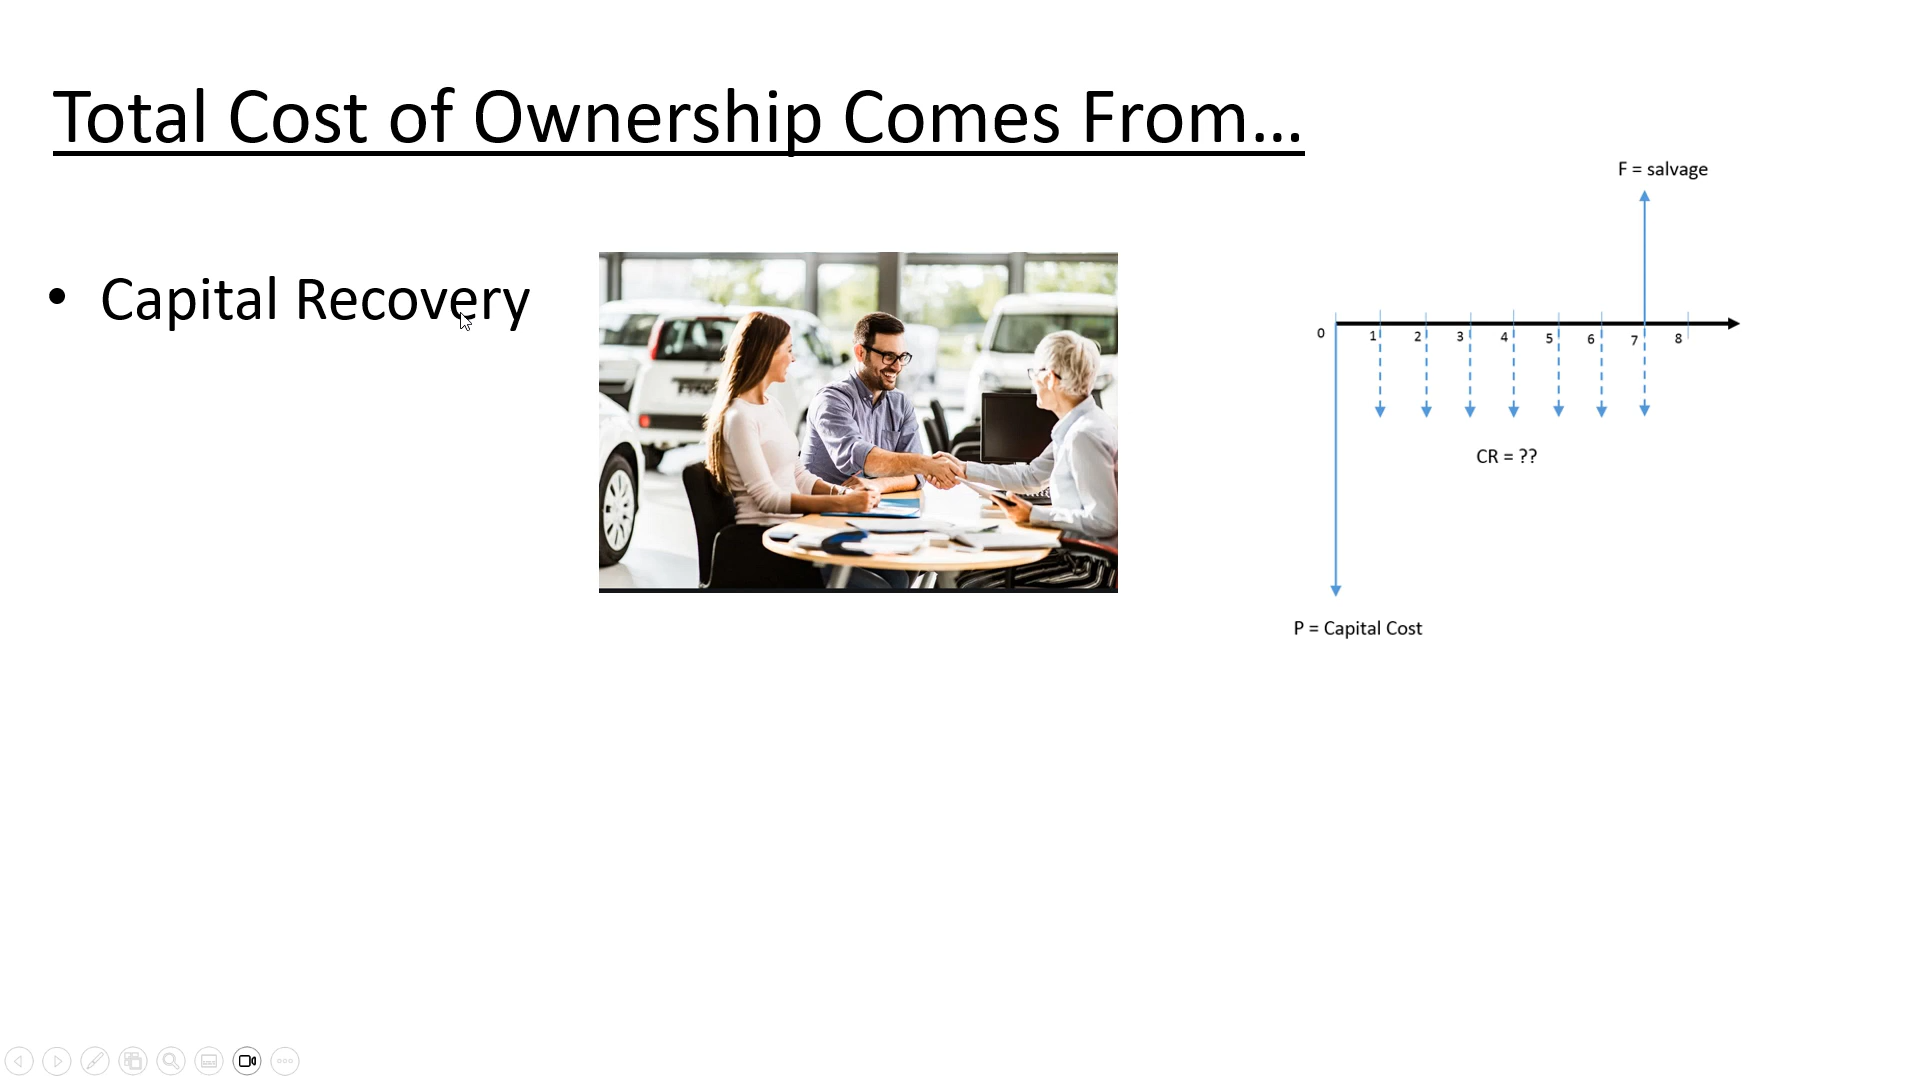 Total Cost of Ownership Comes From…
• Capital Recovery
F = salvage
0 1 2 3 4 5 6 7 8
CR = ??
P = Capital Cost